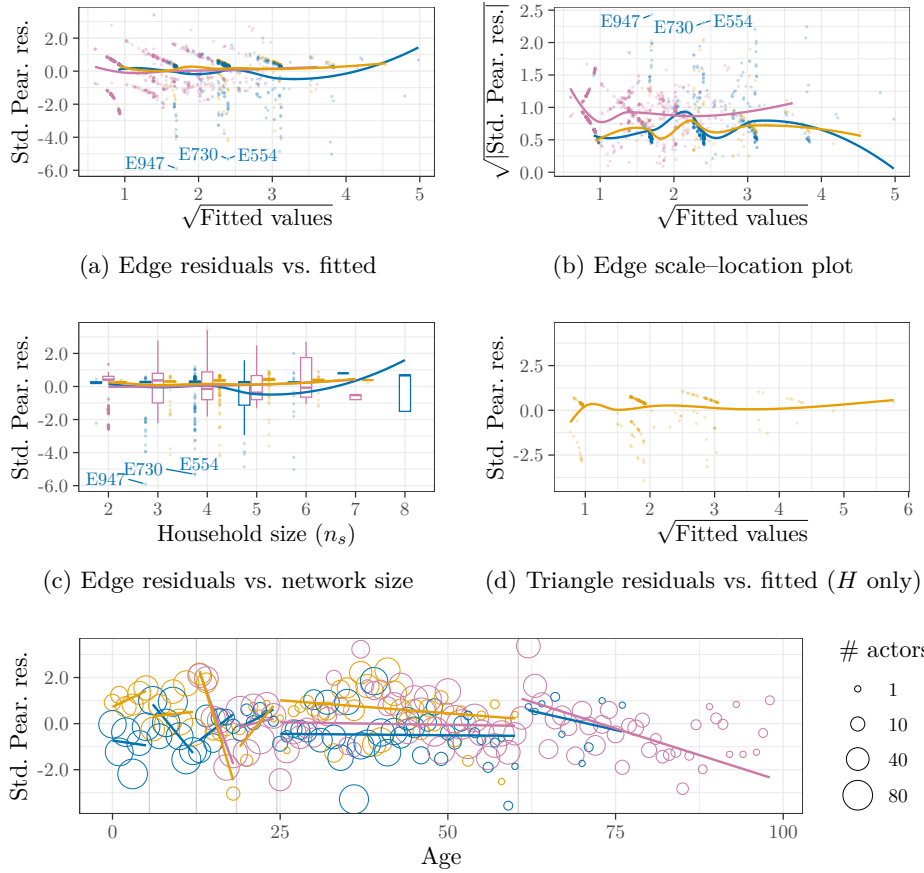 Std. Pear. res.
2.0
0.0
-2.0
-4.0
-6.0
E730
E554
E947
1
2
3
4
5
√Fitted values
(a) Edge residuals vs. fitted
√|Std. Pear. res.|
2.5
2.0
1.5
1.0
0.5
0.0
E947
E730
E554
1
2
3
4
5
√Fitted values
(b) Edge scale–location plot
Std. Pear. res.
2.0
0.0
-2.0
-4.0
-6.0
E554
E730
E947
2
3
4
5
6
7
8
Household size (nₛ)
(c) Edge residuals vs. network size
Std. Pear. res.
2.5
0.0
-2.5
1
2
3
4
5
6
√Fitted values
(d) Triangle residuals vs. fitted (H only)
Std. Pear. res.
2.0
0.0
-2.0
0
25
50
75
100
Age
# actors
1
10
40
80